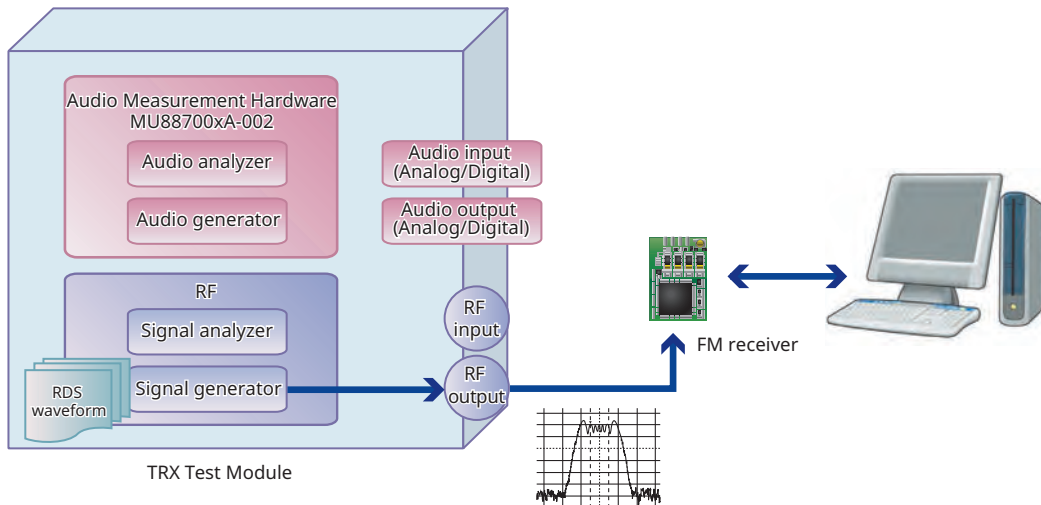 Audio Measurement Hardware
MU88700xA-002
Audio analyzer
Audio generator
Audio input
(Analog/Digital)
Audio output
(Analog/Digital)
RF
Signal analyzer
Signal generator
RDS
waveform
RF
input
RF
output
FM receiver
TRX Test Module